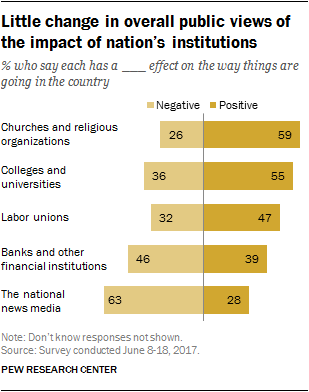 Little change in overall public views of
the impact of nation's institutions
% who say each has a ____ effect on the way things are
going in the country
Negative Positive
Churches and religious
organizations
26 59
Colleges and
universities
36 55
Labor unions 32 47
Banks and other
financial institutions
46 39
The national
news media
63 28
Note: Don't know responses not shown.
Source: Survey conducted June 8-18, 2017.
PEW RESEARCH CENTER